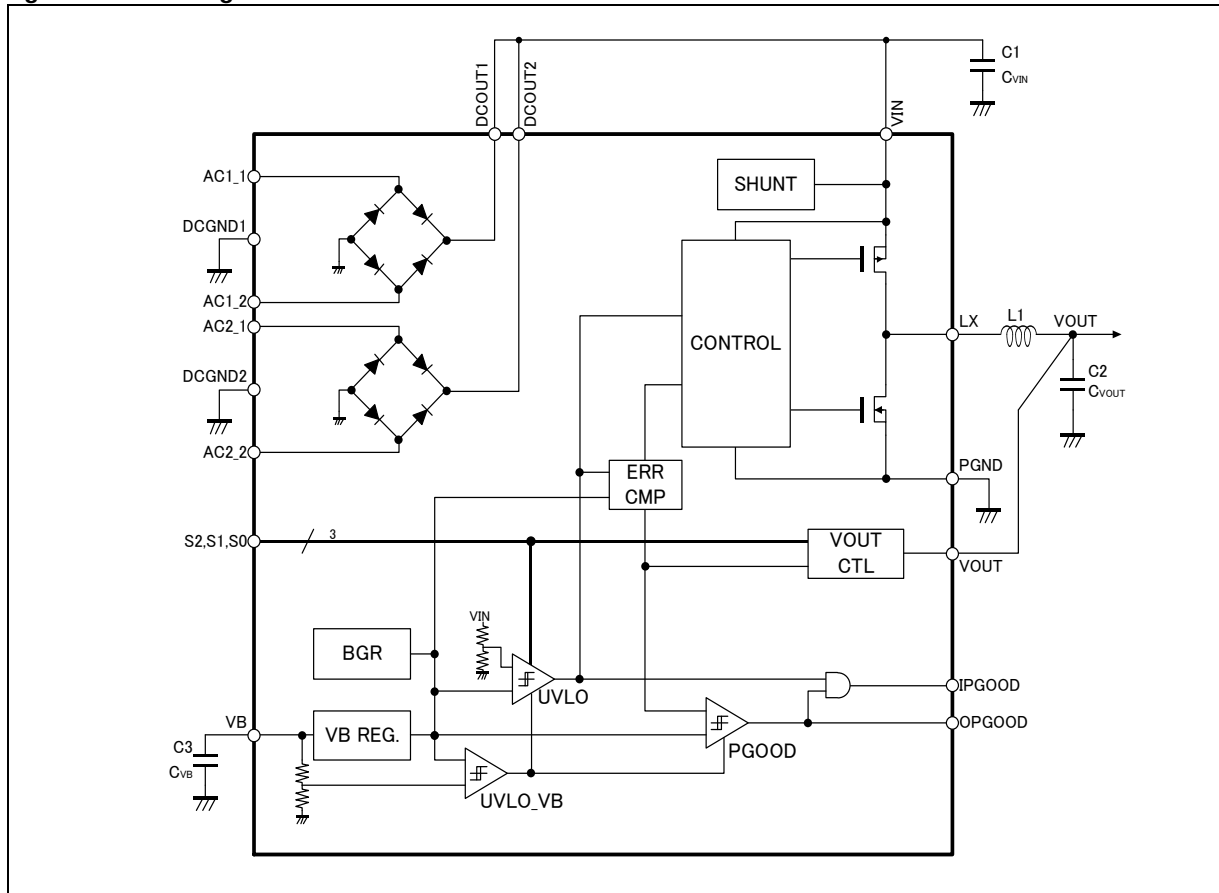 C1
CVIN
DCOUT1
DCOUT2
VIN
AC1_1
SHUNT
DCGND1
AC1_2
AC2_1
LX
L1
VOUT
CONTROL
DCGND2
C2
CVOUT
AC2_2
ERR
CMP
PGND
S2,S1,S0
3
VOUT
CTL
VOUT
VIN
BGR
UVLO
IPGOOD
VB
VB REG.
OPGOOD
PGOOD
C3
CVB
UVLO_VB